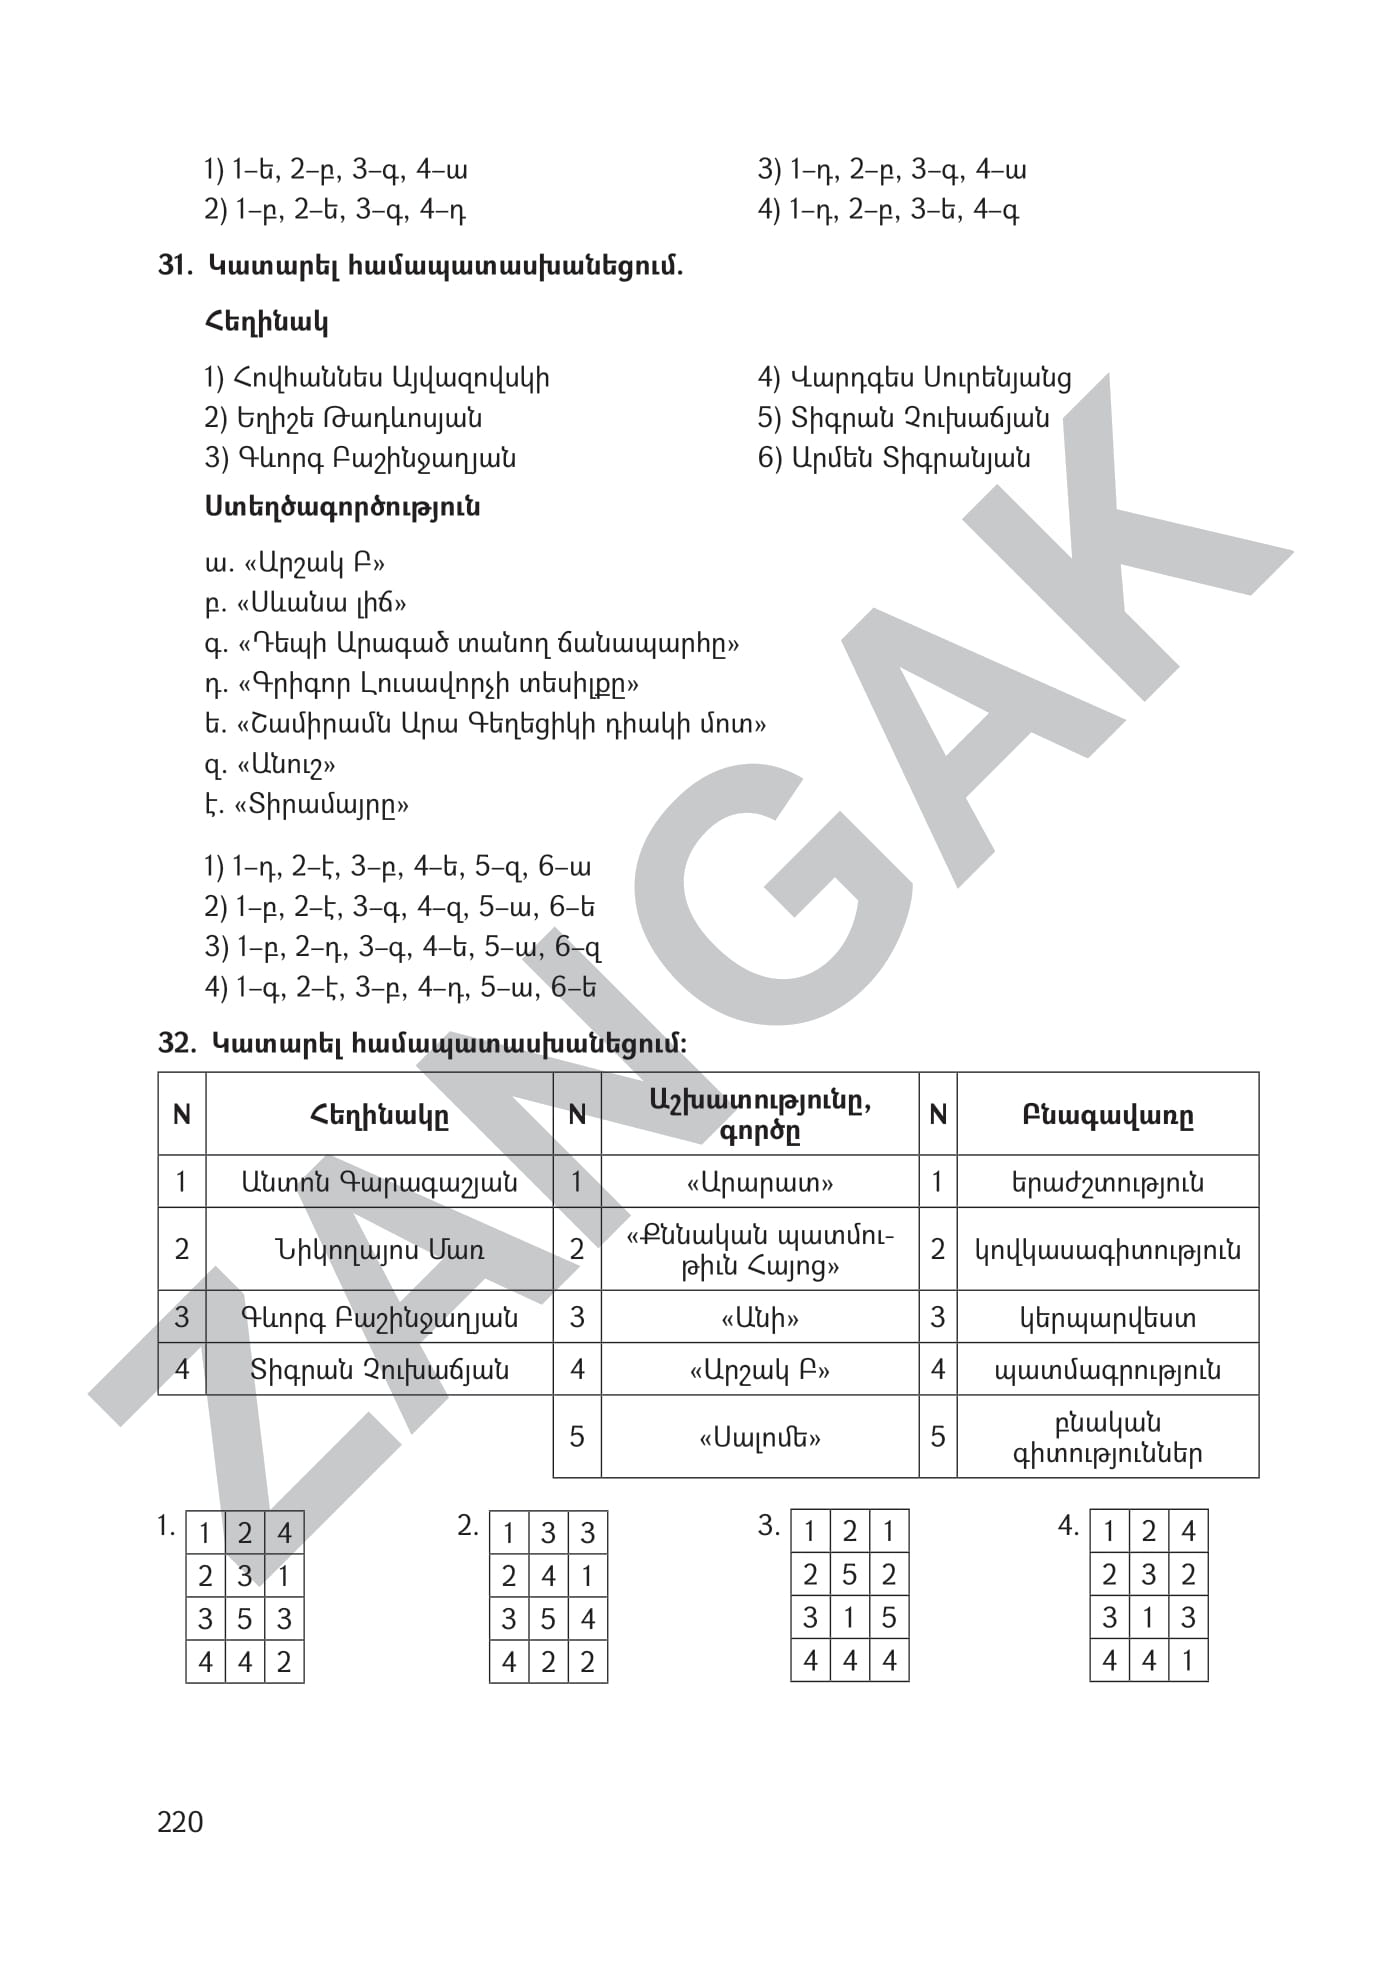 1) 1–ե, 2–բ, 3–գ, 4–ա 3) 1–դ, 2–բ, 3–գ, 4–ա
2) 1–բ, 2–ե, 3–գ, 4–դ 4) 1–դ, 2–բ, 3–ե, 4–գ
31. Կատարել համապատասխանեցում.
Հեղինակ
1) Հովհաննես Այվազովսկի 4) Վարդգես Սուրենյանց
2) Եղիշե Թադևոսյան 5) Տիգրան Չուխաճյան
3) Գևորգ Բաշինջաղյան 6) Արմեն Տիգրանյան
Ստեղծագործություն
ա. «Արշակ Բ»
բ. «Սևանա լիճ»
գ. «Դեպի Արագած տանող ճանապարհը»
դ. «Գրիգոր Լուսավորչի տեսիլքը»
ե. «Շամիրամն Արա Գեղեցիկի դիակի մոտ»
զ. «Անուշ»
է. «Տիրամայրը»
1) 1–դ, 2–է, 3–բ, 4–ե, 5–զ, 6–ա
2) 1–բ, 2–է, 3–գ, 4–զ, 5–ա, 6–ե
3) 1–բ, 2–դ, 3–գ, 4–ե, 5–ա, 6–զ
4) 1–գ, 2–է, 3–բ, 4–դ, 5–ա, 6–ե
32. Կատարել համապատասխանեցում:
N Հեղինակը N Աշխատությունը, գործը N Բնագավառը
1 Անտոն Գարագաշյան 1 «Արարատ» 1 երաժշտություն
2 Նիկողայոս Մառ 2 «Քննական պատմու-
թիւն Հայոց» 2 կովկասագիտություն
3 Գևորգ Բաշինջաղյան 3 «Անի» 3 կերպարվեստ
4 Տիգրան Չուխաճյան 4 «Արշակ Բ» 4 պատմագրություն
5 «Սալոմե» 5 բնական
գիտություններ
1. 1 2 4 2. 1 3 3 3. 1 2 1 4. 1 2 4
2 3 1 2 4 1 2 5 2 2 3 2
3 5 3 3 5 4 3 1 5 3 1 3
4 4 2 4 2 2 4 4 4 4 4 1
220
ZANGAK